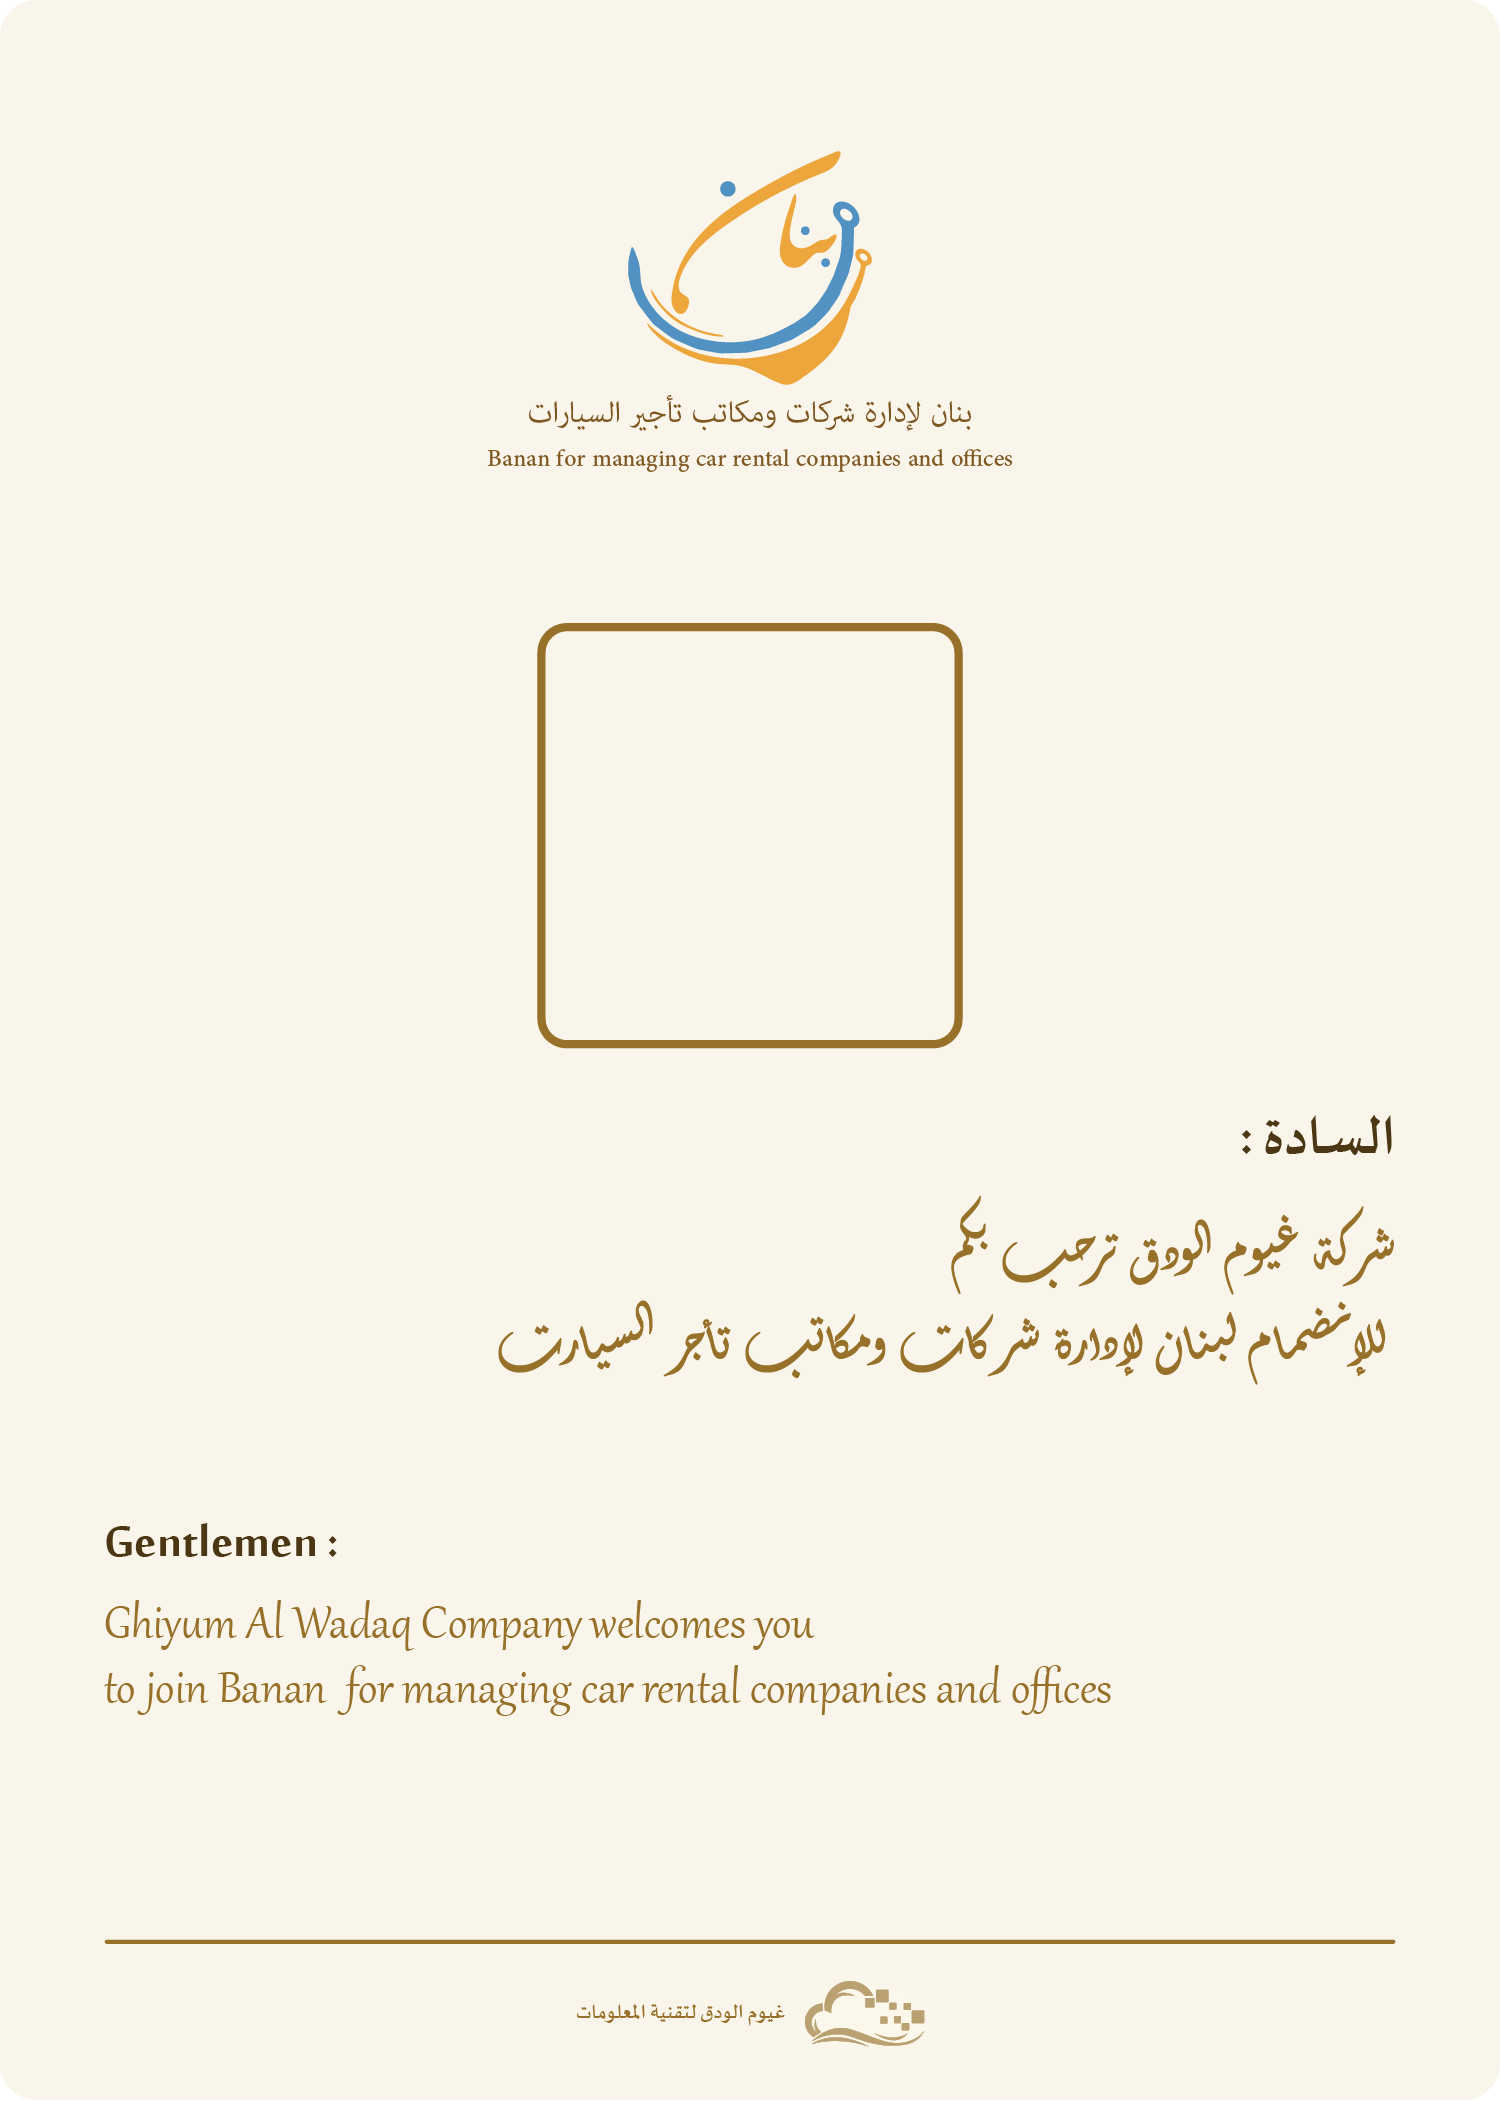 بنان
بنان لإدارة شركات ومكاتب تأجير السيارات
Banan for managing car rental companies and offices
السادة :
شركة غيوم الودق ترحب بكم
للإنضمام لبنان لإدارة شركات ومكاتب تأجر السيارت
Gentlemen :
Ghiyum Al Wadaq Company welcomes you
to join Banan for managing car rental companies and offices
غيوم الودق لتقنية المعلومات